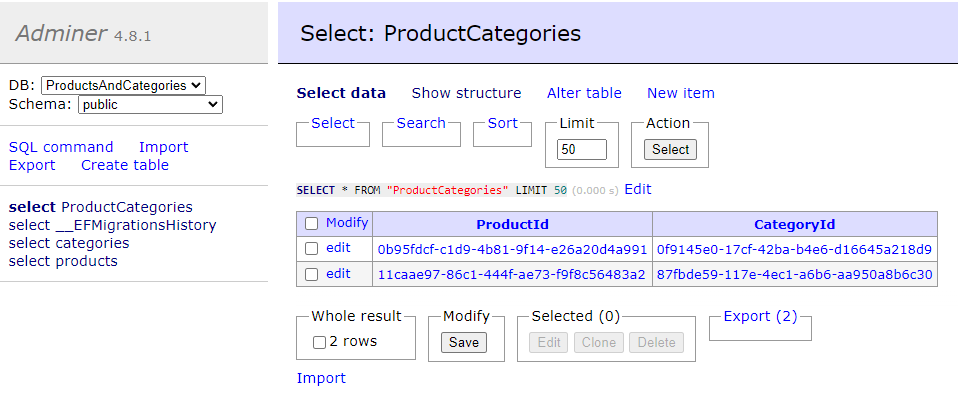 Adminer 4.8.1
DB: ProductsAndCategories
Schema: public
SQL command Import
Export Create table
select ProductCategories
select __EFMigrationsHistory
select categories
select products
Select: ProductCategories
Select data Show structure Alter table New item
Select Search Sort Limit Action
50 Select
SELECT * FROM "ProductCategories" LIMIT 50 (0.000 s) Edit
Modify ProductId CategoryId
edit 0b95fdcf-c1d9-4b81-9f14-e26a20d4a991 0f9145e0-17cf-42ba-b4e6-d16645a218d9
edit 11caae97-86c1-444f-ae73-f9f8c56483a2 87fbde59-117e-4ec1-a6b6-aa950a8b6c30
Whole result Modify Selected (0) Export (2)
2 rows Save Edit Clone Delete
Import